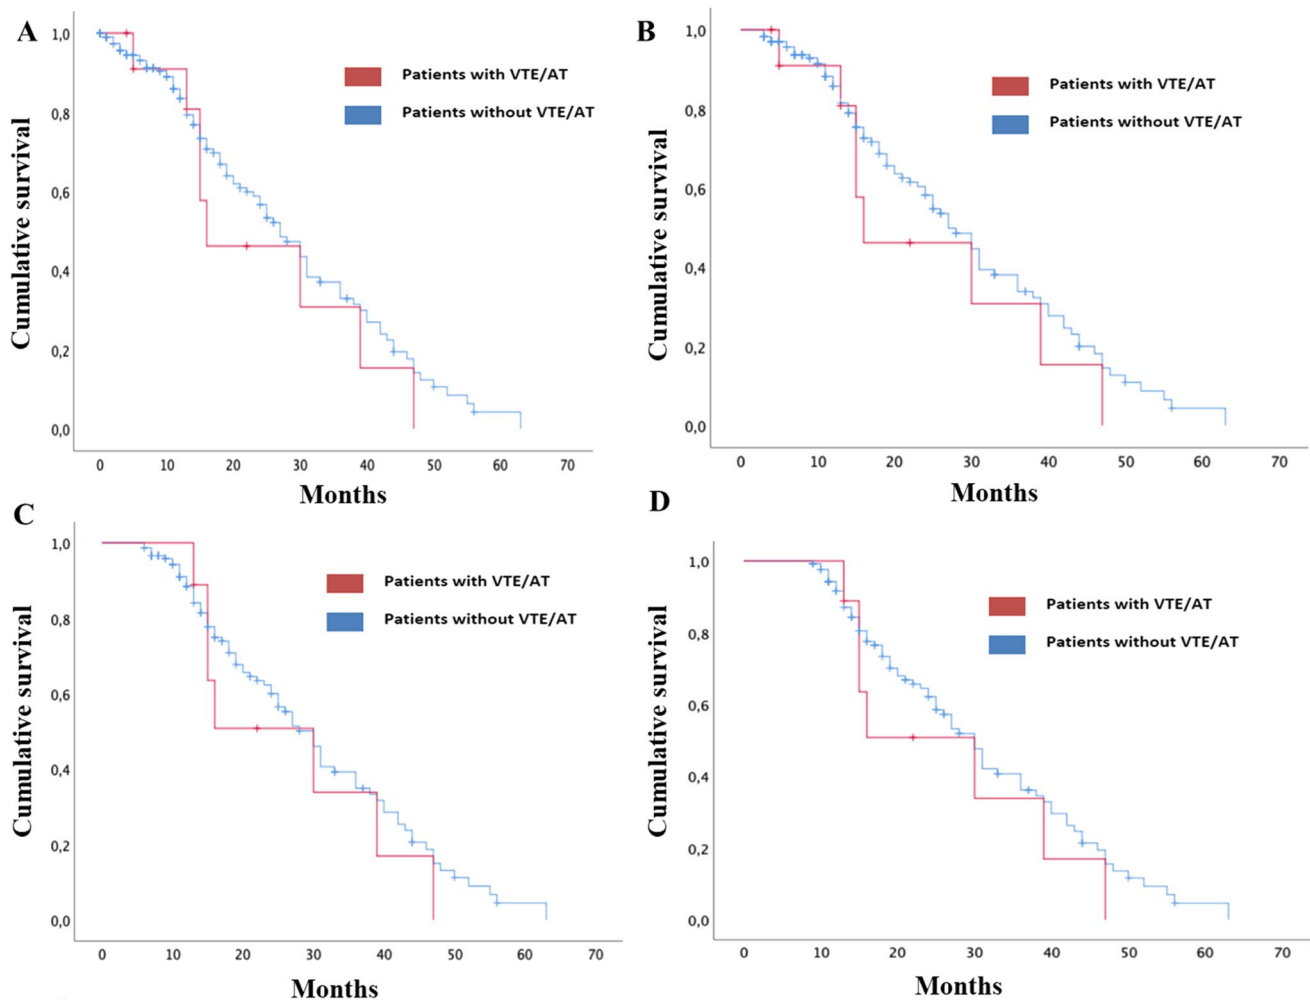 A
Cumulative survival
1,0
0,8
0,6
0,4
0,2
0,0
Patients with VTE/AT
Patients without VTE/AT
0 10 20 30 40 50 60 70
Months
B
Cumulative survival
1,0
0,8
0,6
0,4
0,2
0,0
Patients with VTE/AT
Patients without VTE/AT
0 10 20 30 40 50 60 70
Months
C
Cumulative survival
1,0
0,8
0,6
0,4
0,2
0,0
Patients with VTE/AT
Patients without VTE/AT
0 10 20 30 40 50 60 70
Months
D
Cumulative survival
1,0
0,8
0,6
0,4
0,2
0,0
Patients with VTE/AT
Patients without VTE/AT
0 10 20 30 40 50 60 70
Months